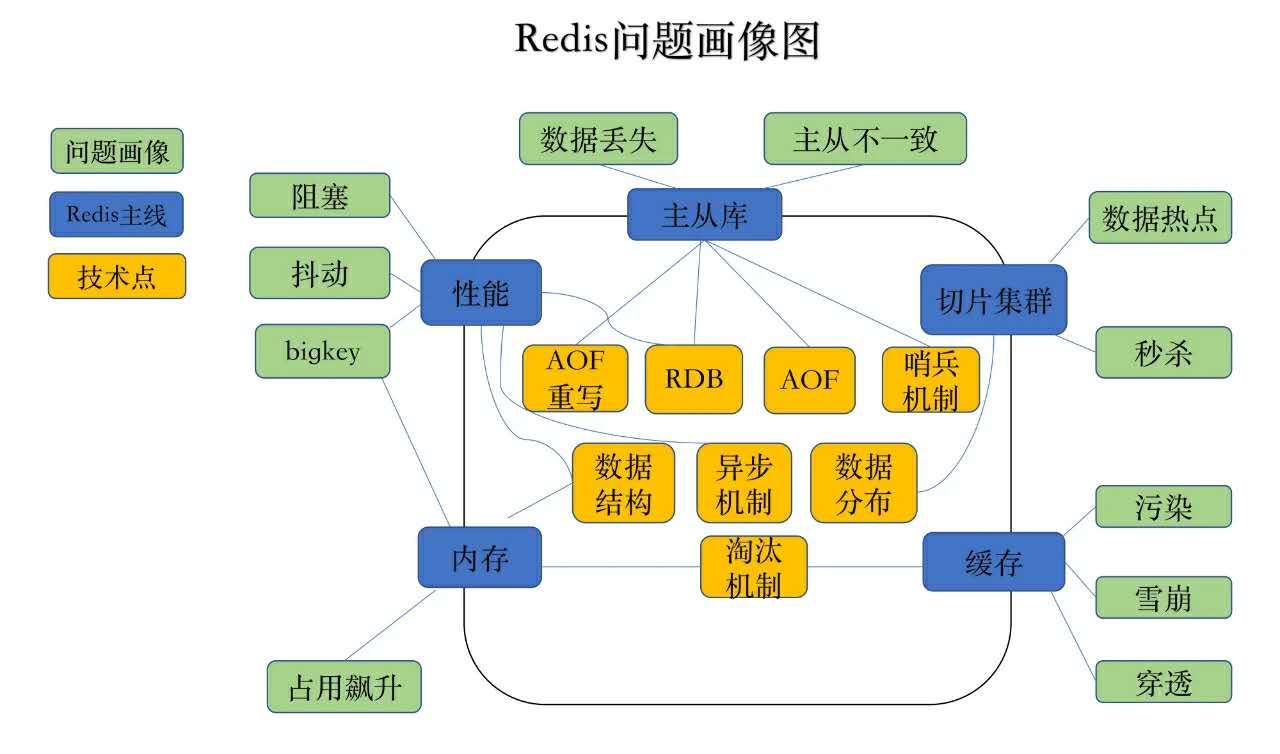 Redis问题画像图
问题画像
Redis主线
技术点
数据丢失
主从不一致
阻塞
主从库
数据热点
抖动
性能
切片集群
bigkey
秒杀
AOF
重写
RDB
AOF
哨兵
机制
数据
结构
异步
机制
数据
分布
污染
内存
淘汰
机制
缓存
雪崩
占用飙升
穿透